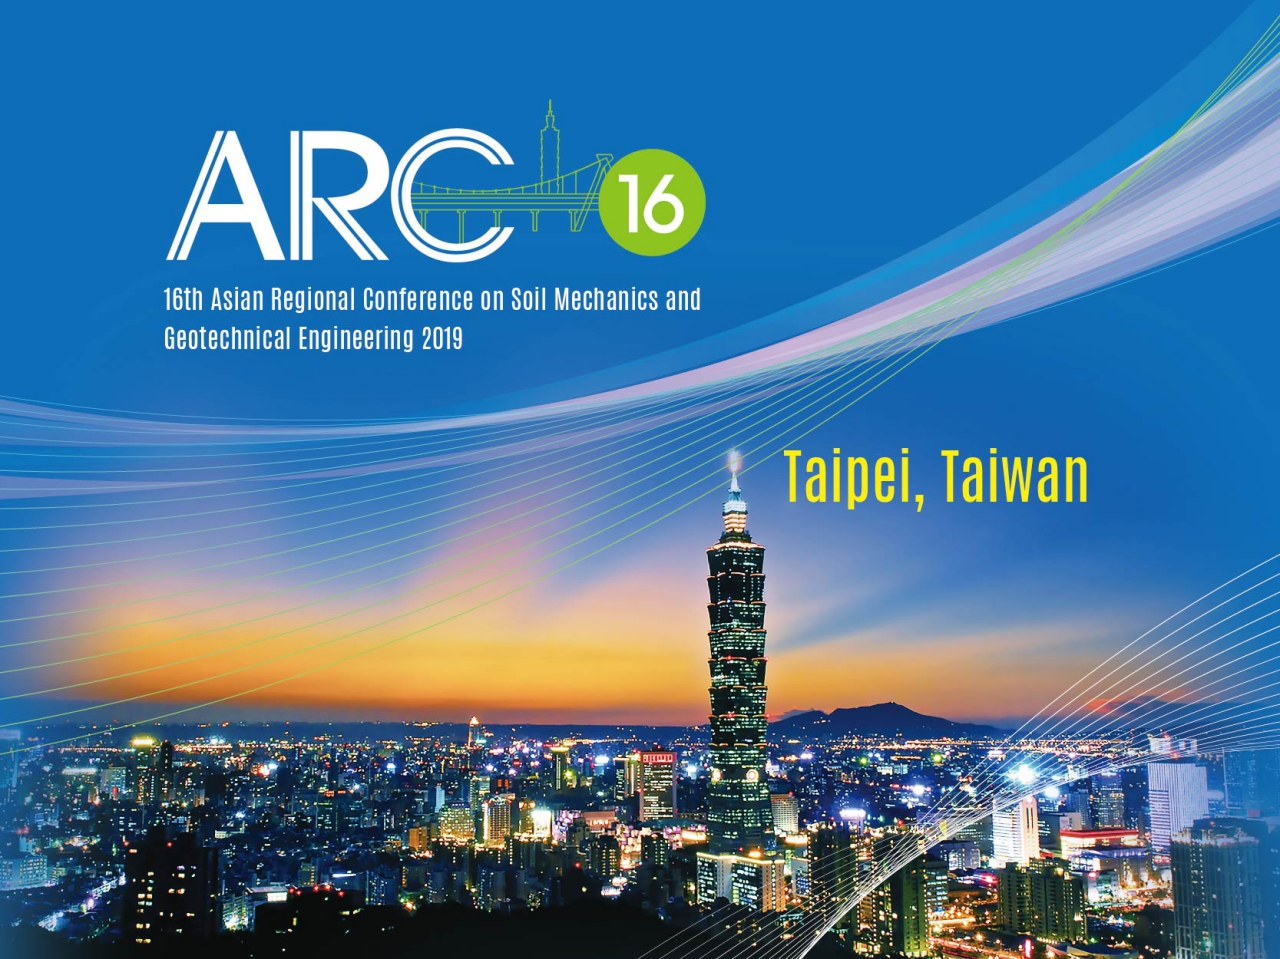 ARC 16
16th Asian Regional Conference on Soil Mechanics and
Geotechnical Engineering 2019
Taipei, Taiwan